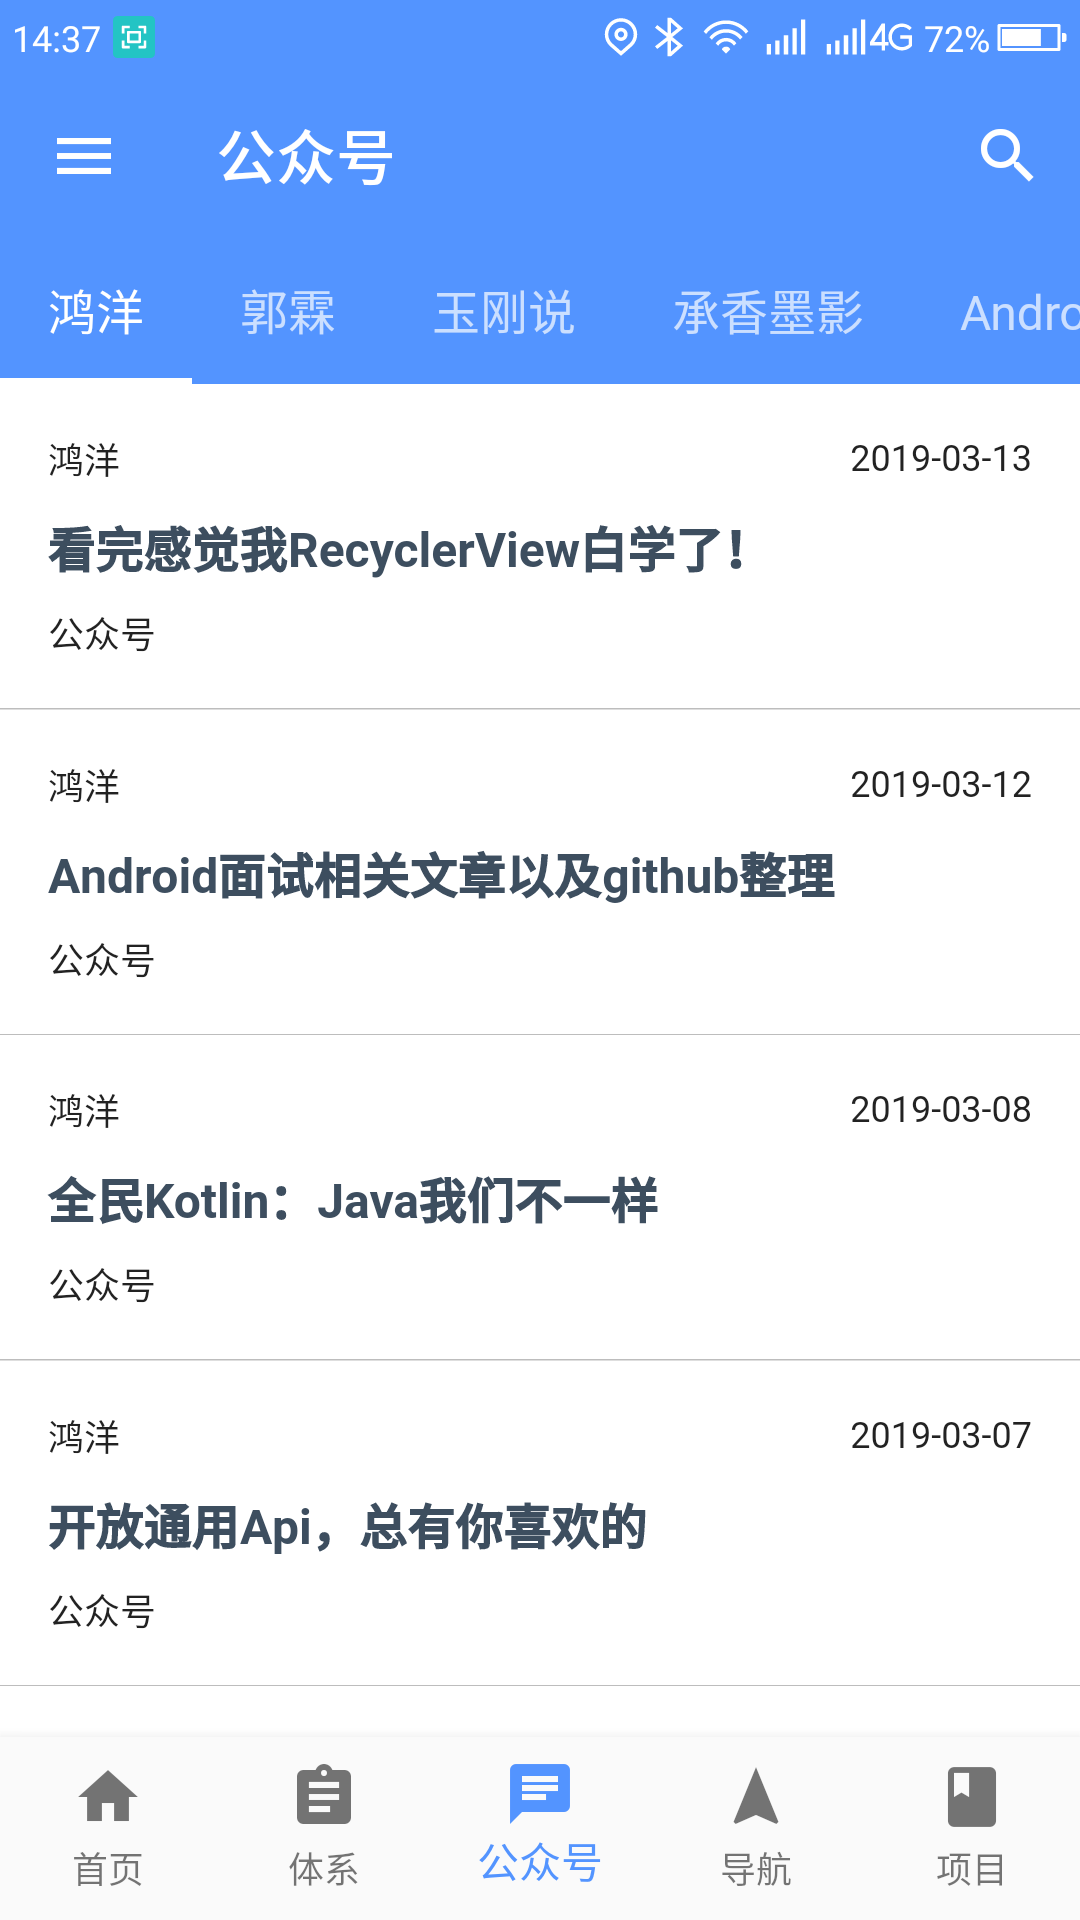 14:37 4G 72%
公众号
鸿洋 郭霖 玉刚说 承香墨影 Andro
鸿洋 2019-03-13
看完感觉我RecyclerView白学了！
公众号
鸿洋 2019-03-12
Android面试相关文章以及github整理
公众号
鸿洋 2019-03-08
全民Kotlin：Java我们不一样
公众号
鸿洋 2019-03-07
开放通用Api，总有你喜欢的
公众号
首页 体系 公众号 导航 项目